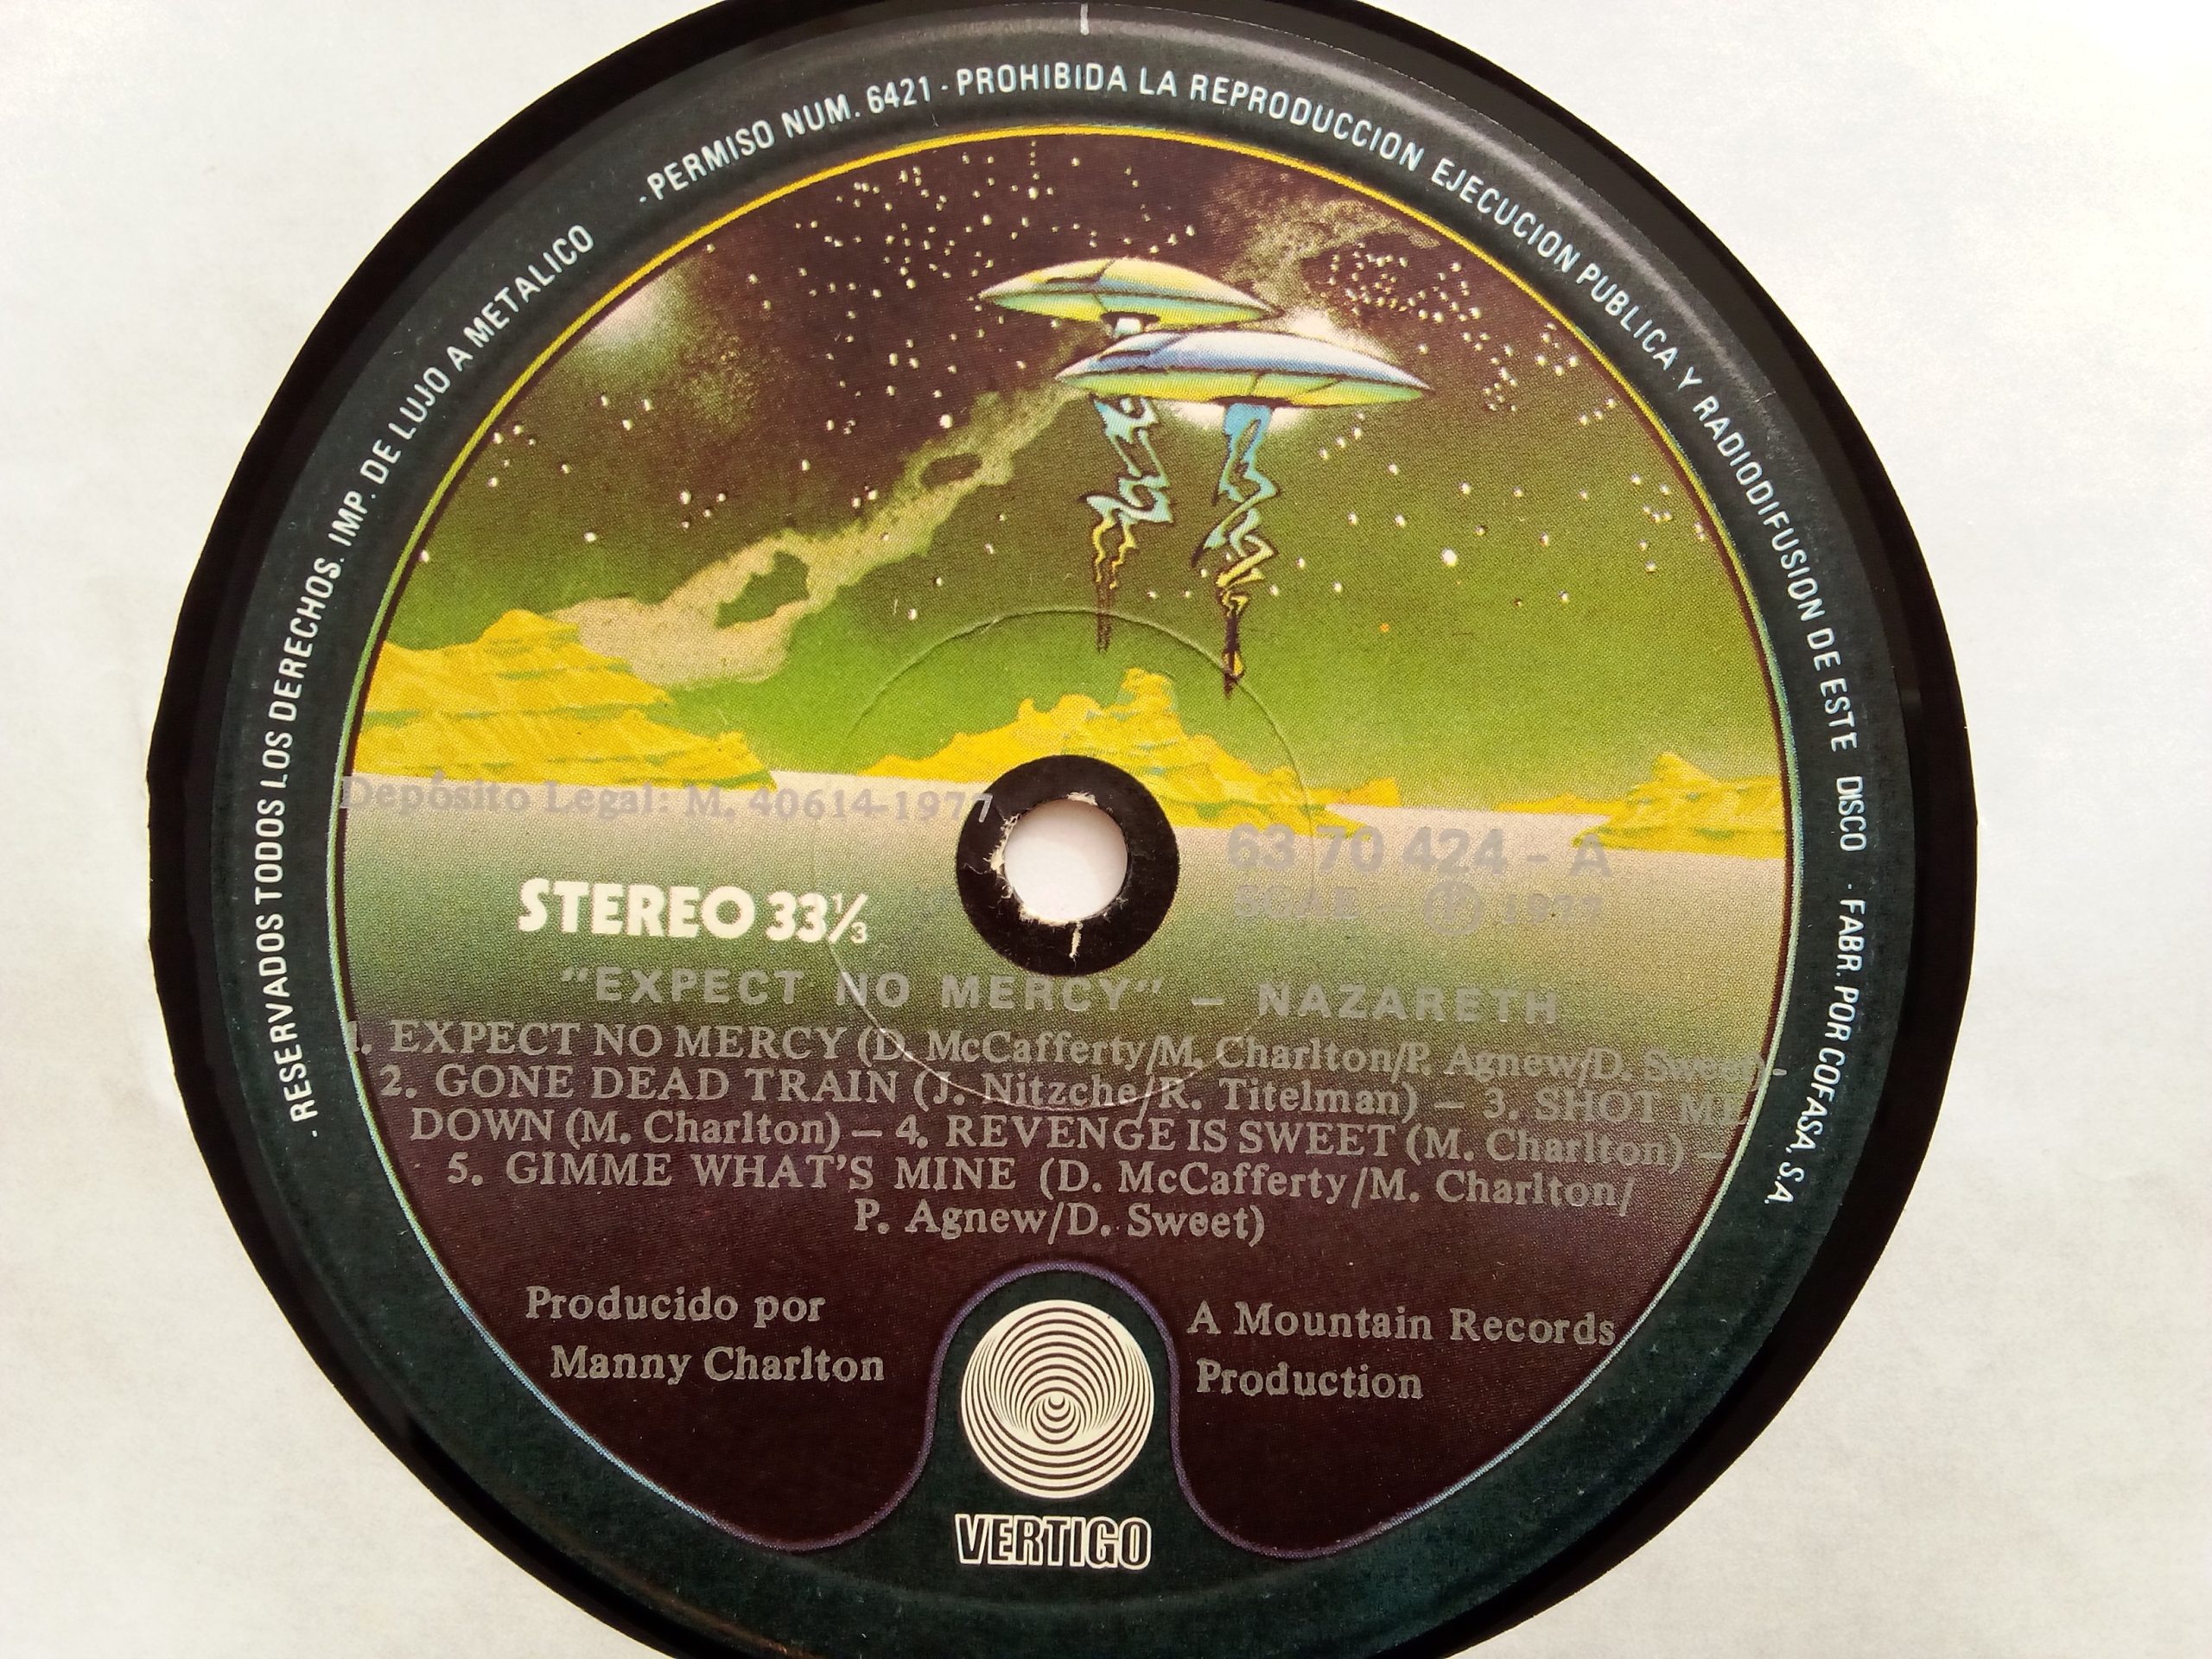 · RESERVADOS TODOS LOS DERECHOS. IMP. DE LUJO A METALICO
· PERMISO NUM. 6421 · PROHIBIDA LA REPRODUCCION EJECUCION PUBLICA Y RADIODIFUSION DE ESTE DISCO · FABR. POR COFASA, S.A.
Depósito Legal: M. 40614-1977
63 70 424 - A
STEREO 33⅓
SGAE - Ⓟ 1977
"EXPECT NO MERCY" – NAZARETH
1. EXPECT NO MERCY (D. McCafferty/M. Charlton/P. Agnew/D. Sweet)-
2. GONE DEAD TRAIN (J. Nitzche/R. Titelman) – 3. SHOT ME
DOWN (M. Charlton) – 4. REVENGE IS SWEET (M. Charlton) –
5. GIMME WHAT'S MINE (D. McCafferty/M. Charlton/
P. Agnew/D. Sweet)
Producido por
Manny Charlton
A Mountain Records
Production
VERTIGO